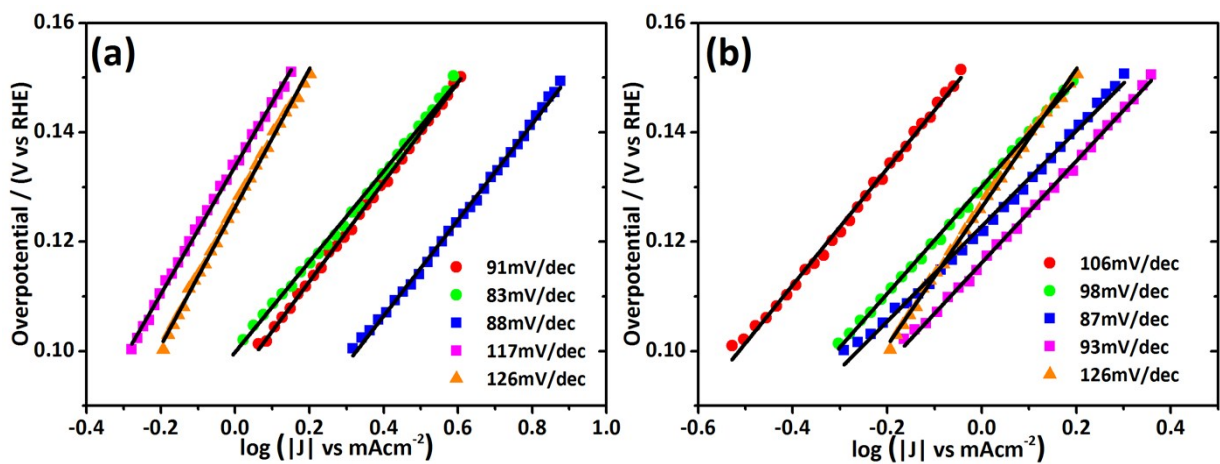 (a)
0.16
0.14
0.12
0.10
Overpotential / (V vs RHE)
91mV/dec
83mV/dec
88mV/dec
117mV/dec
126mV/dec
-0.4 -0.2 0.0 0.2 0.4 0.6 0.8 1.0
log (|J| vs mAcm⁻²)
(b)
0.16
0.14
0.12
0.10
Overpotential / (V vs RHE)
106mV/dec
98mV/dec
87mV/dec
93mV/dec
126mV/dec
-0.6 -0.4 -0.2 0.0 0.2 0.4
log (|J| vs mAcm⁻²)